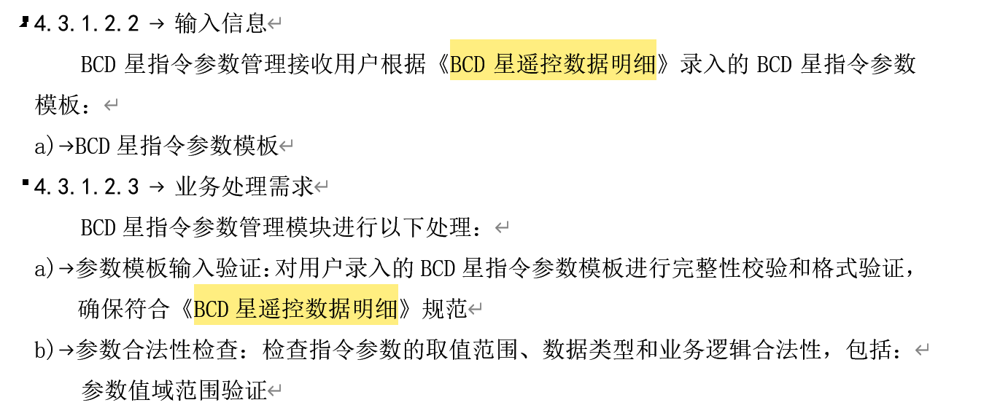 4.3.1.2.2 → 输入信息↵
BCD 星指令参数管理接收用户根据《BCD 星遥控数据明细》录入的 BCD 星指令参数
模板：↵
a)→BCD 星指令参数模板↵
4.3.1.2.3 → 业务处理需求↵
BCD 星指令参数管理模块进行以下处理：↵
a)→参数模板输入验证：对用户录入的 BCD 星指令参数模板进行完整性校验和格式验证，
确保符合《BCD 星遥控数据明细》规范↵
b)→参数合法性检查：检查指令参数的取值范围、数据类型和业务逻辑合法性，包括：↵
参数值域范围验证↵